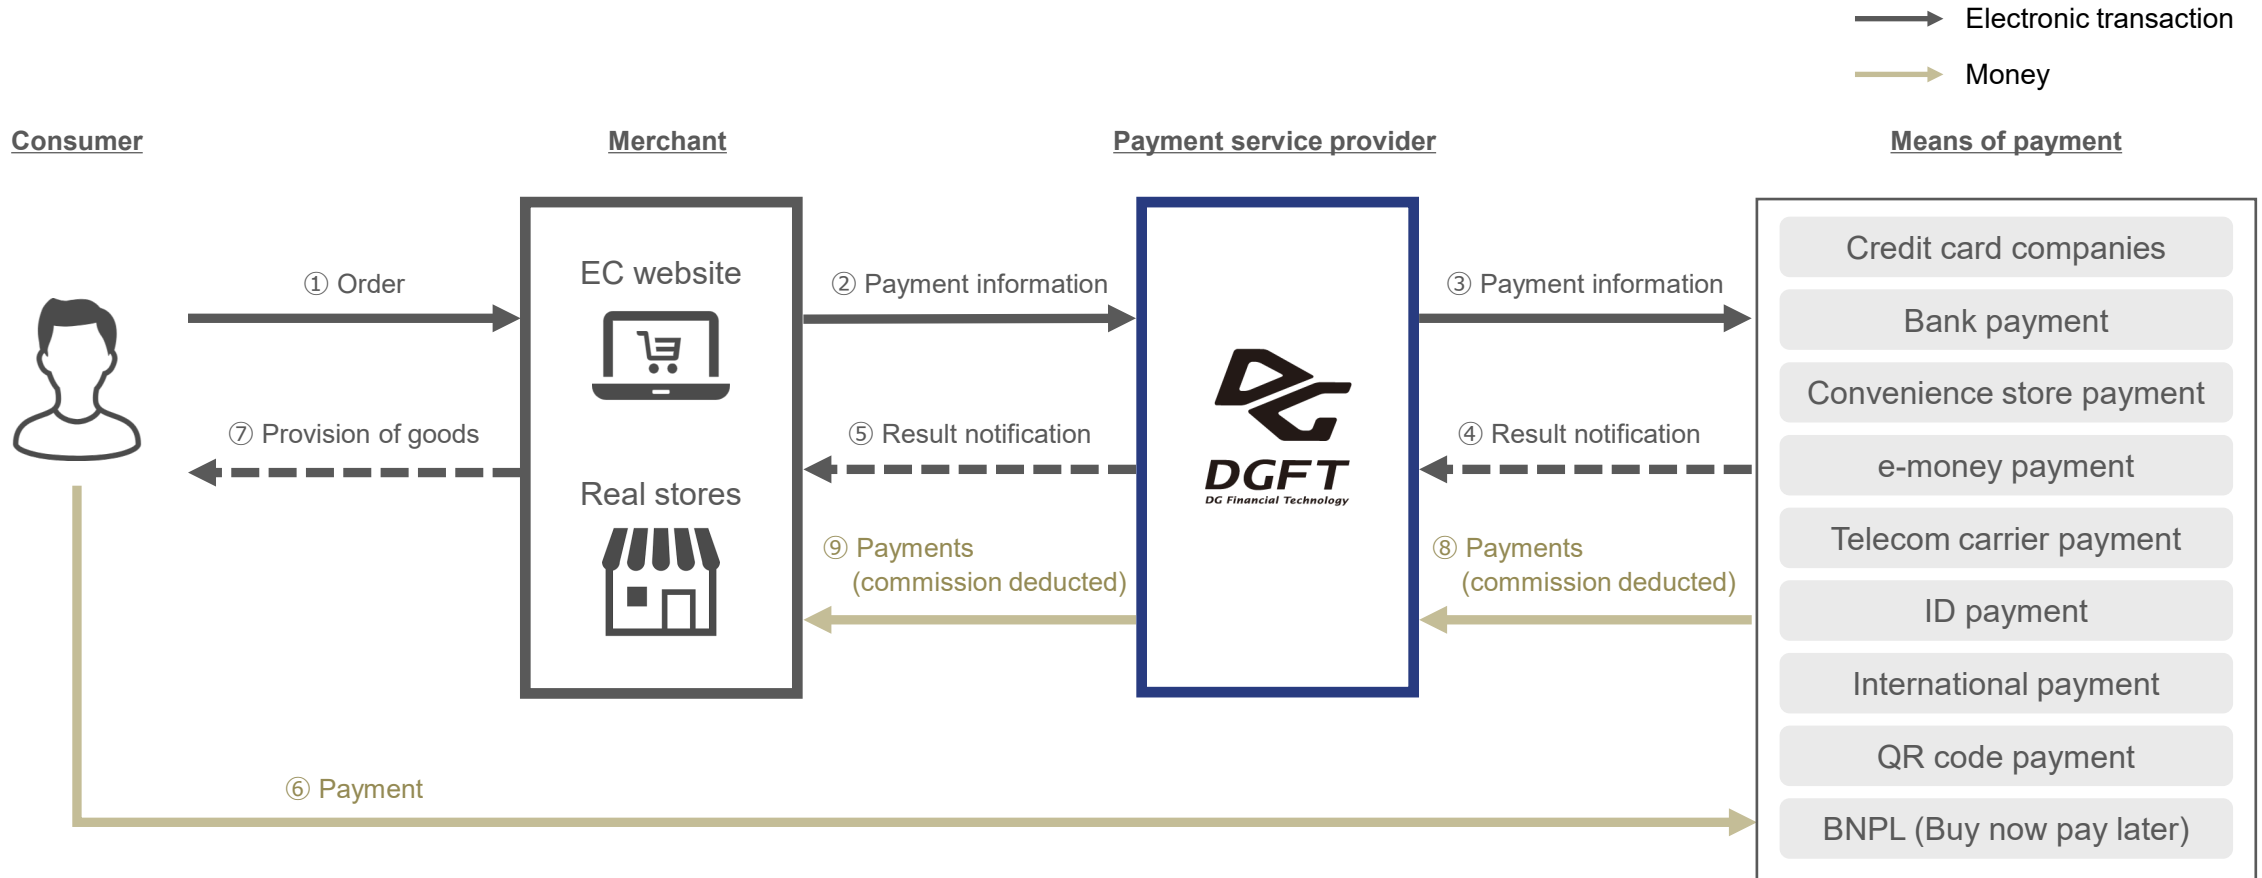 Electronic transaction
Money
Consumer
Merchant
Payment service provider
Means of payment
① Order
⑦ Provision of goods
EC website
Real stores
② Payment information
⑤ Result notification
⑨ Payments
(commission deducted)
DGFT
DG Financial Technology
③ Payment information
④ Result notification
⑧ Payments
(commission deducted)
Credit card companies
Bank payment
Convenience store payment
e-money payment
Telecom carrier payment
ID payment
International payment
QR code payment
BNPL (Buy now pay later)
⑥ Payment